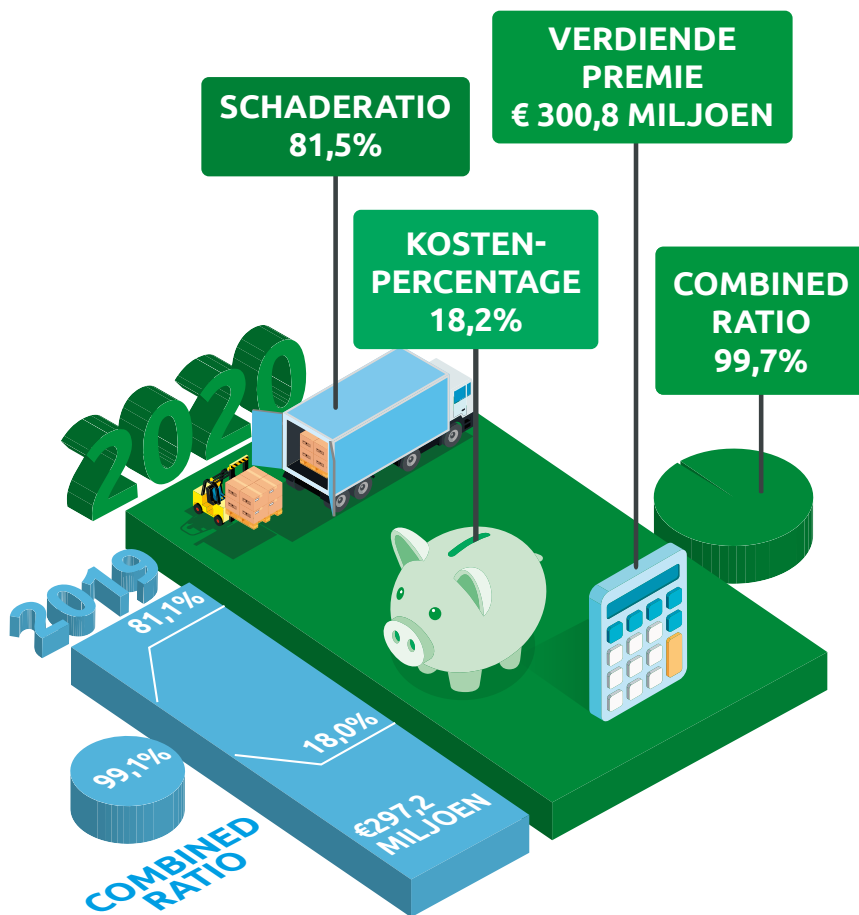 VERDIENDE
PREMIE
€ 300,8 MILJOEN
SCHADERATIO
81,5%
KOSTEN-
PERCENTAGE
18,2%
COMBINED
RATIO
99,7%
2020
2019
81,1%
18,0%
99,1%
€297,2
MILJOEN
COMBINED
RATIO